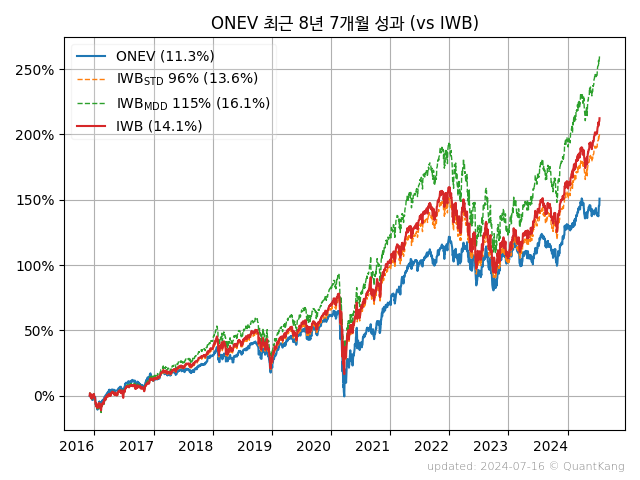 ONEV 최근 8년 7개월 성과 (vs IWB)
ONEV (11.3%)
IWB_STD 96% (13.6%)
IWB_MDD 115% (16.1%)
IWB (14.1%)
250%
200%
150%
100%
50%
0%
2016 2017 2018 2019 2020 2021 2022 2023 2024
updated: 2024-07-16 © QuantKang